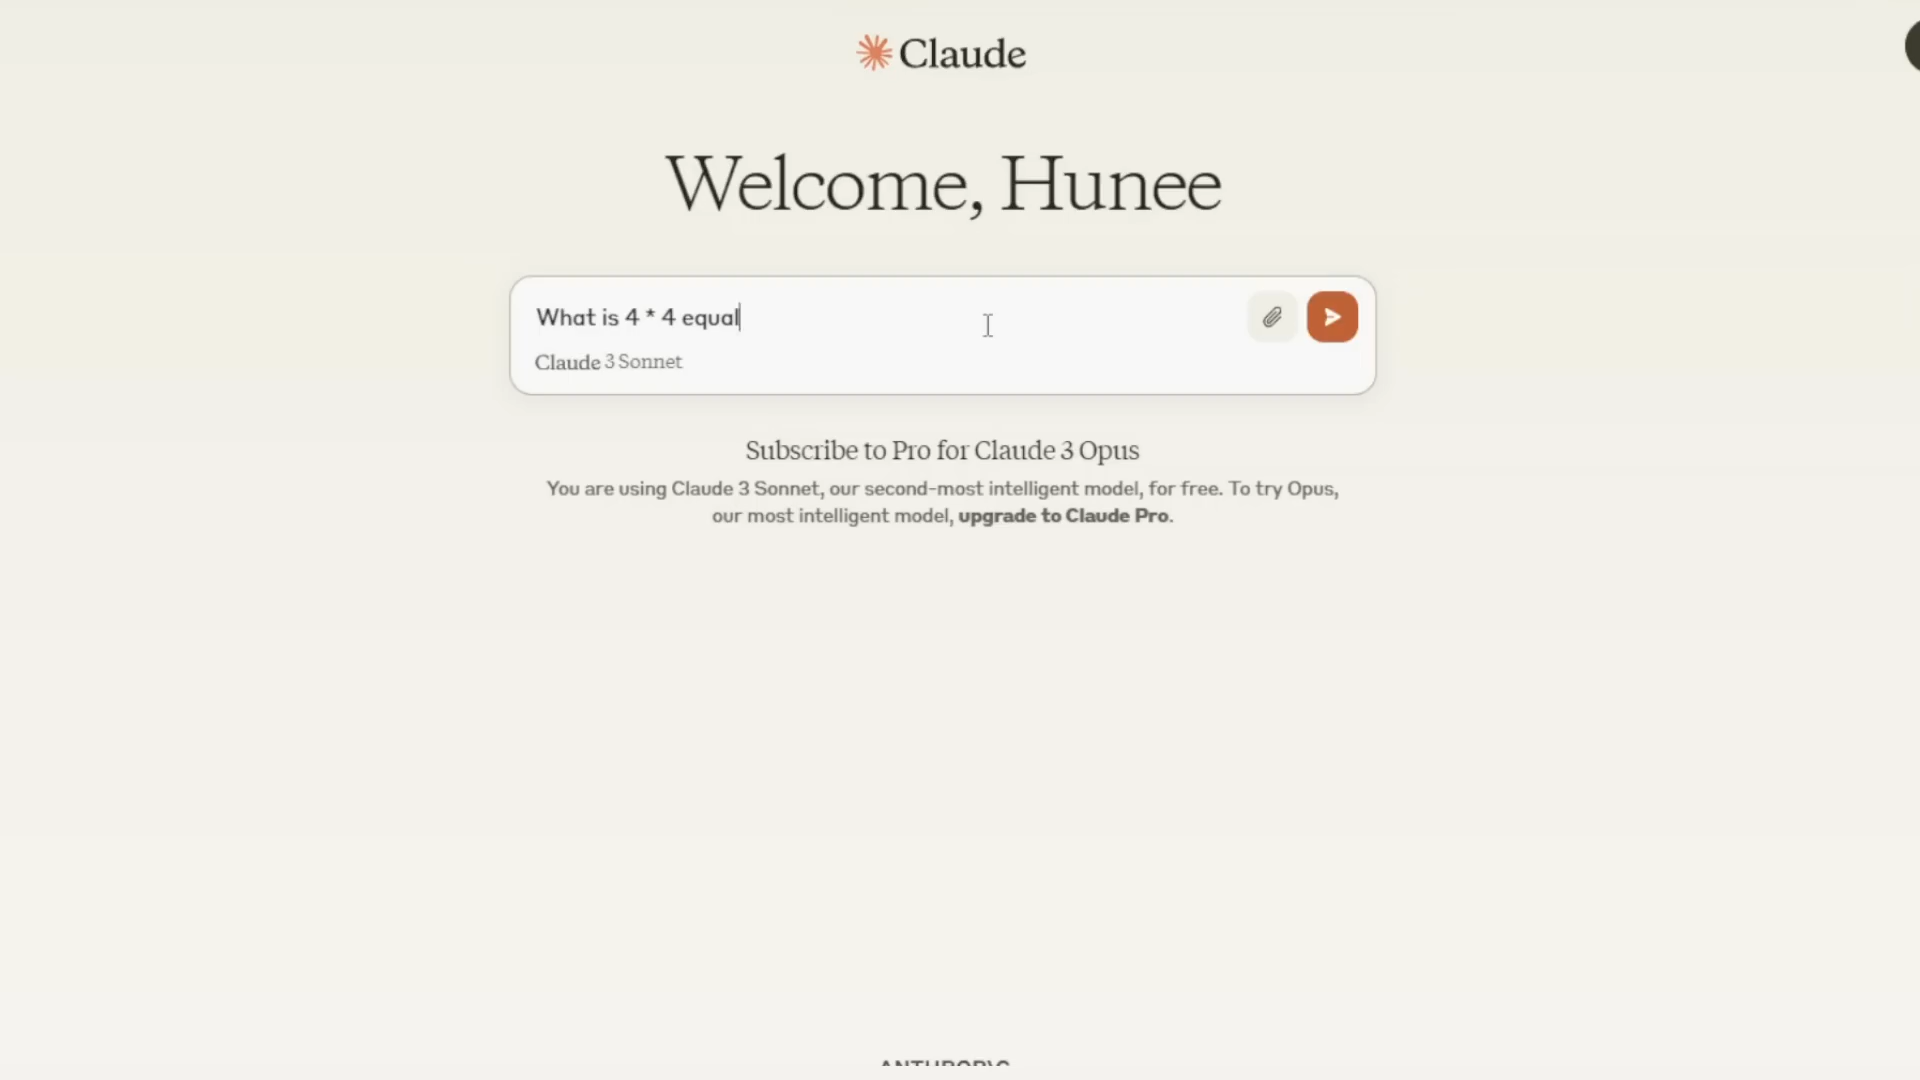 Claude
Welcome, Hunee
What is 4 * 4 equal
Claude 3 Sonnet
Subscribe to Pro for Claude 3 Opus
You are using Claude 3 Sonnet, our second-most intelligent model, for free. To try Opus,
our most intelligent model, upgrade to Claude Pro.
ANTHROPIC